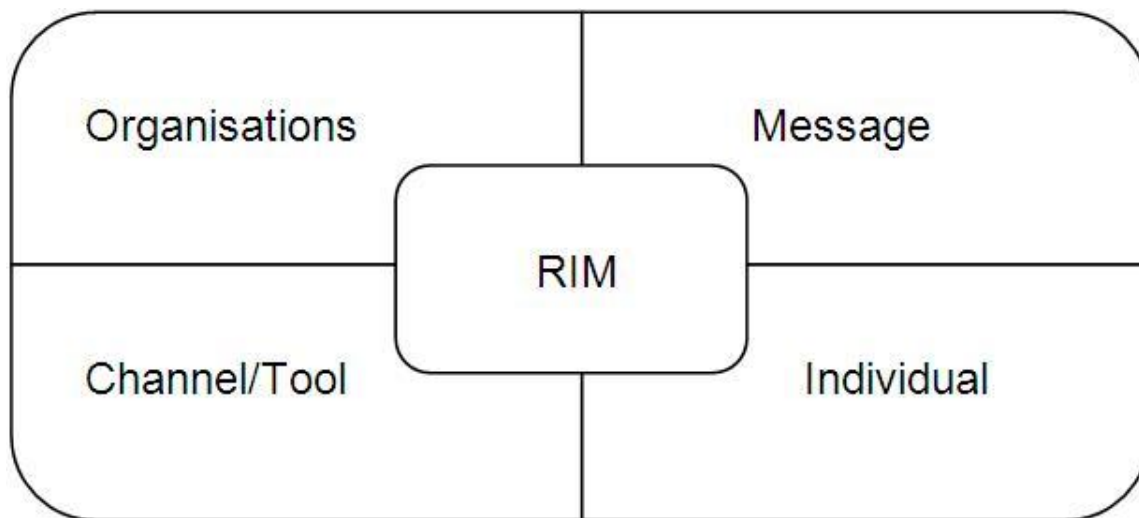 Organisations
Message
RIM
Channel/Tool
Individual